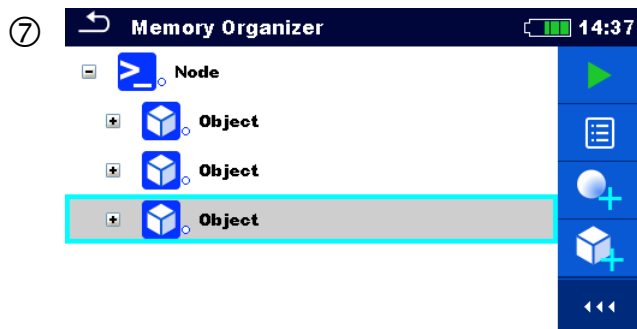 ⑦
Memory Organizer 14:37
Node
Object
Object
Object